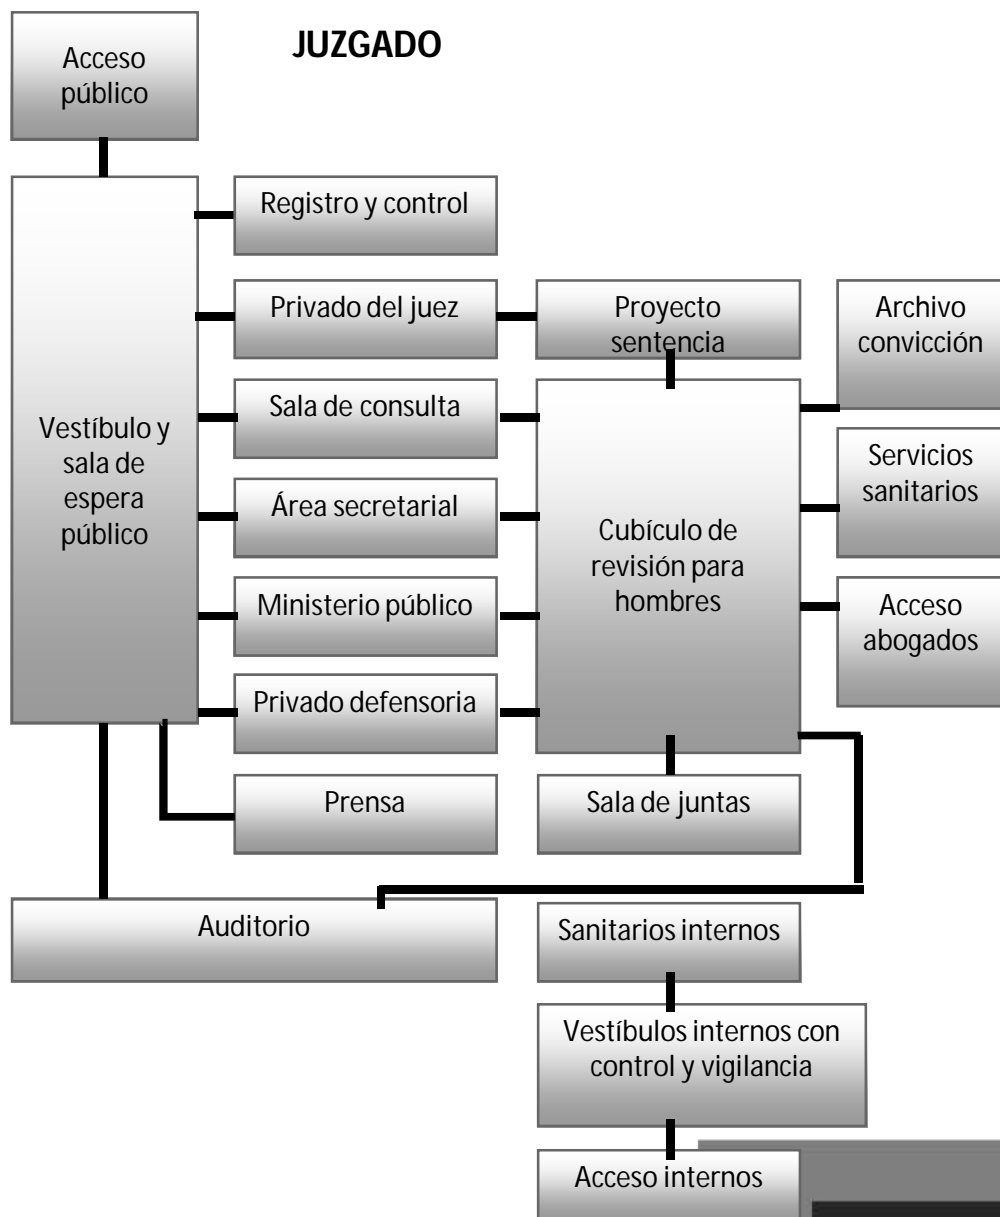 JUZGADO
Acceso
público
Registro y control
Privado del juez
Proyecto
sentencia
Archivo
convicción
Sala de consulta
Vestíbulo y
sala de
espera
público
Servicios
sanitarios
Área secretarial
Cubículo de
revisión para
hombres
Ministerio público
Acceso
abogados
Privado defensoria
Prensa
Sala de juntas
Auditorio
Sanitarios internos
Vestíbulos internos con
control y vigilancia
Acceso internos